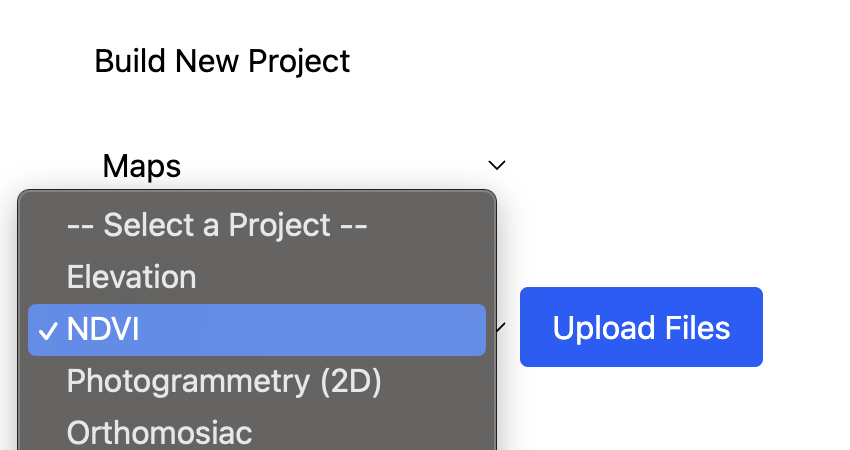 Build New Project
Maps
-- Select a Project --
Elevation
NDVI
Upload Files
Photogrammetry (2D)
Orthomosiac